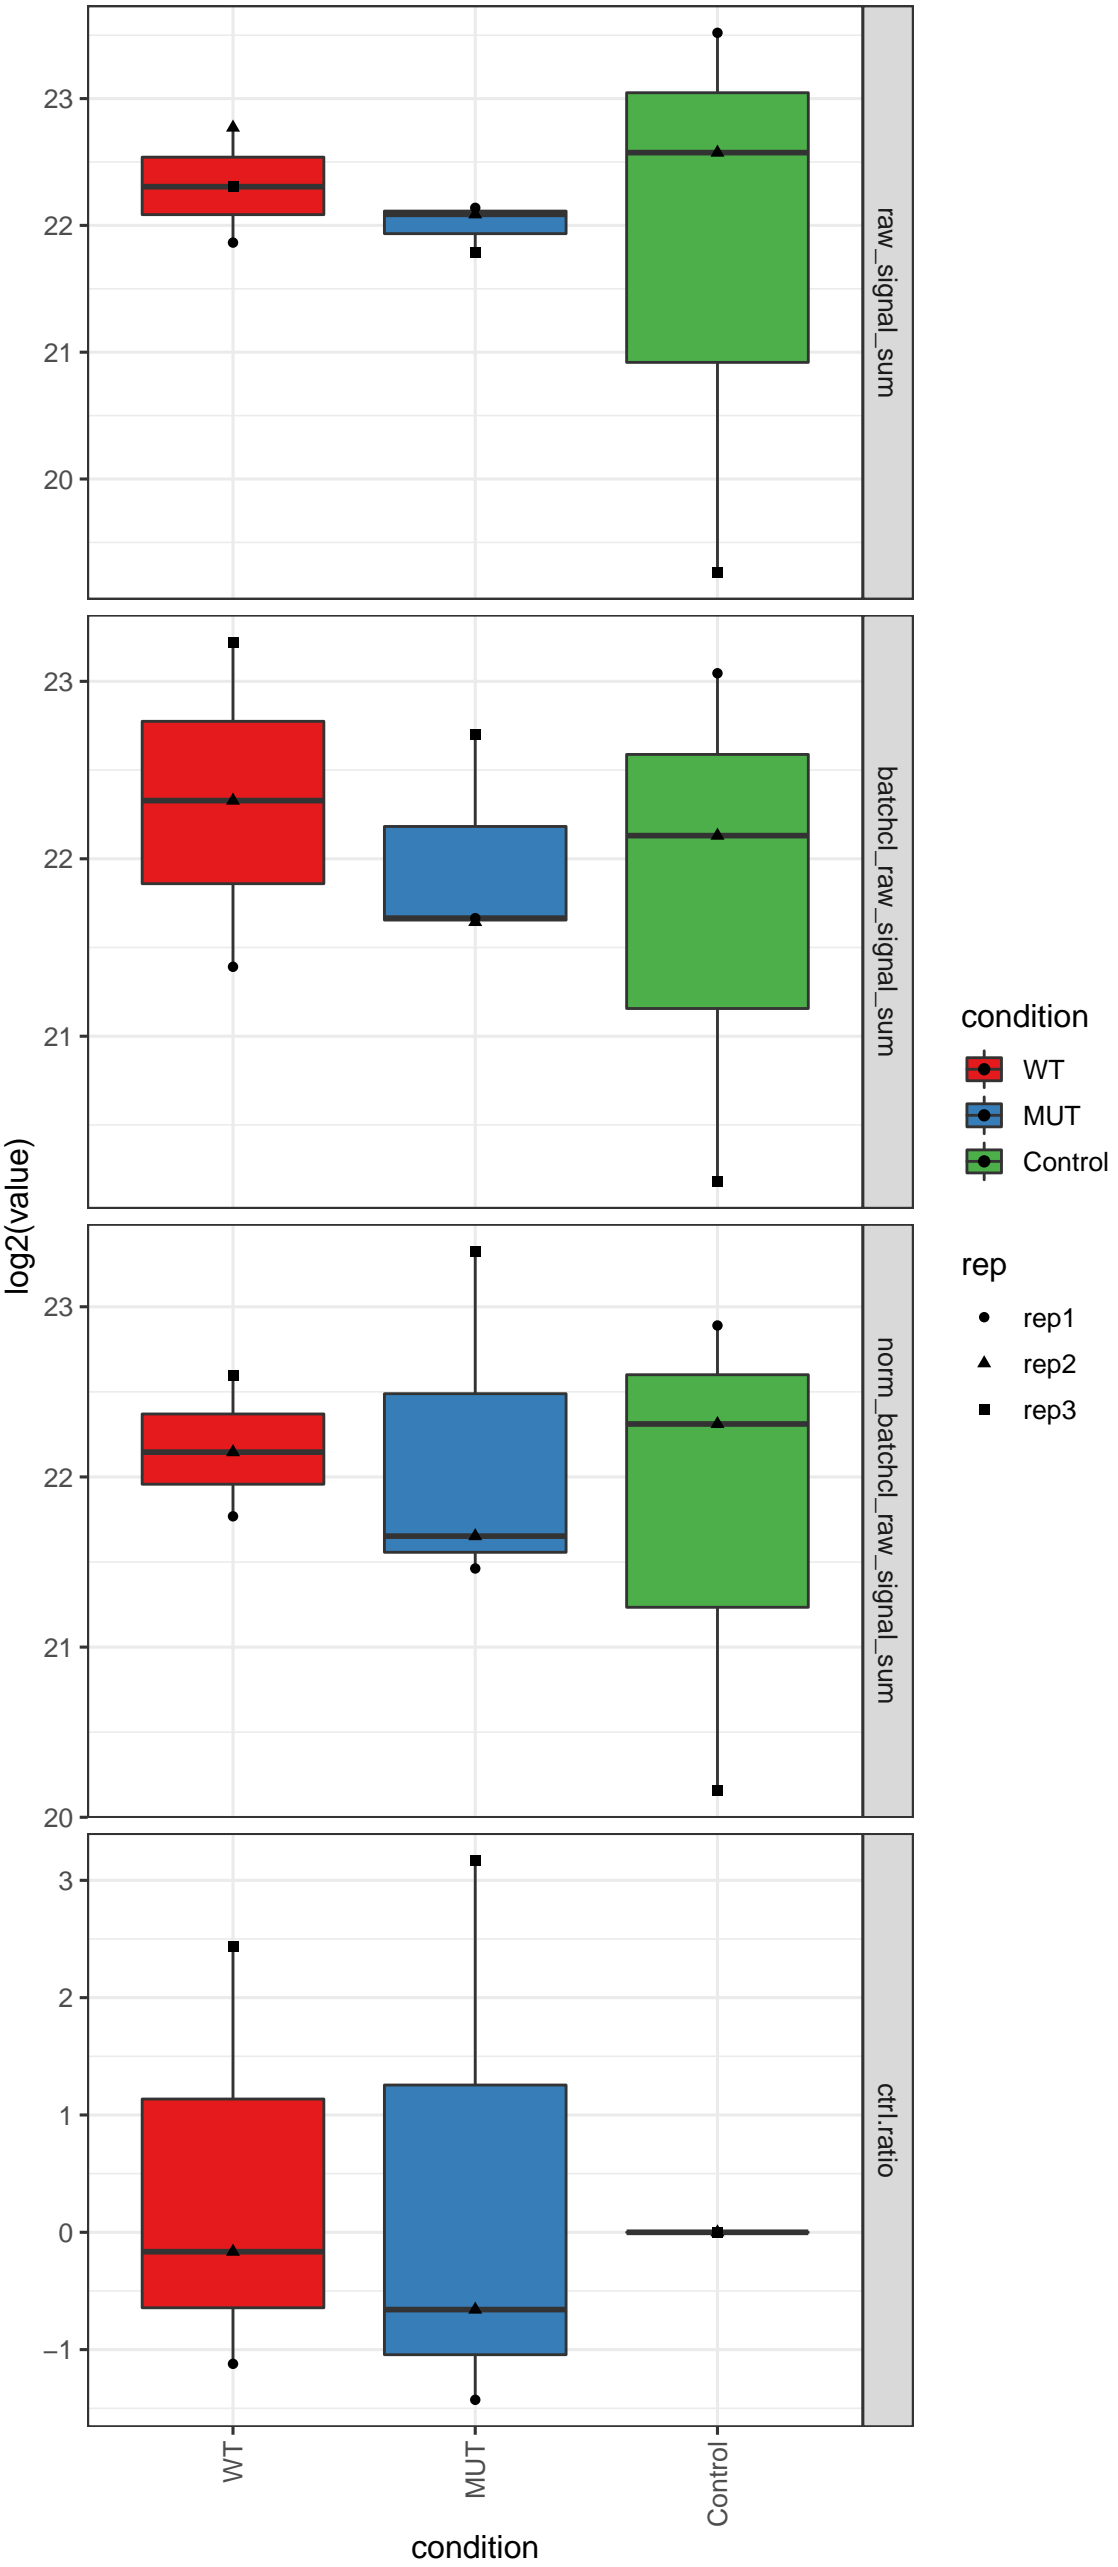 log2(value)
23
22
21
20
raw_signal_sum
23
22
21
batchcl_raw_signal_sum
23
22
21
20
norm_batchcl_raw_signal_sum
3
2
1
0
−1
ctrl.ratio
WT
MUT
Control
condition
condition
WT
MUT
Control
rep
rep1
rep2
rep3